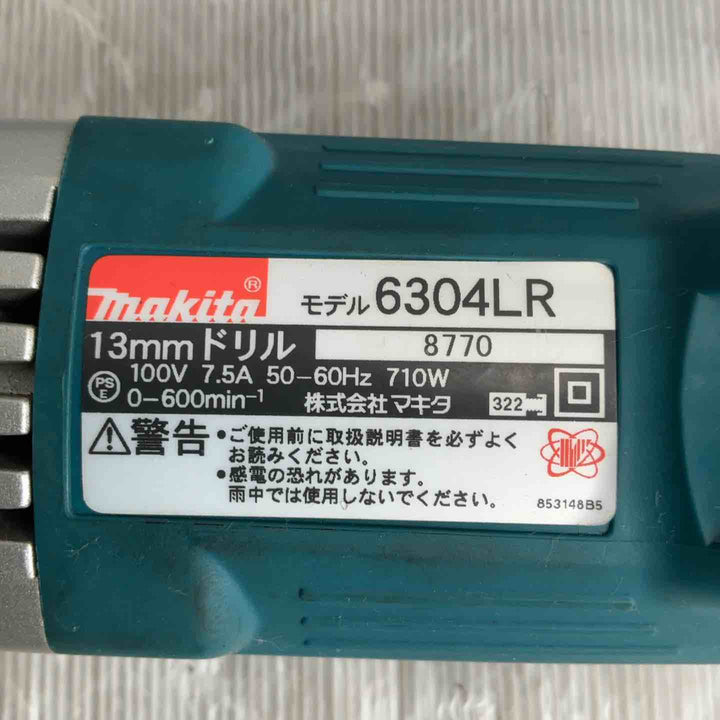 makita®
モデル 6304LR
13mmドリル 8770
PS E 100V 7.5A 50-60Hz 710W
0-600min⁻¹ 株式会社マキタ 322
警告 •ご使用前に取扱説明書を必ずよく
お読みください。
•感電の恐れがあります。
雨中では使用しないでください。
853148B5